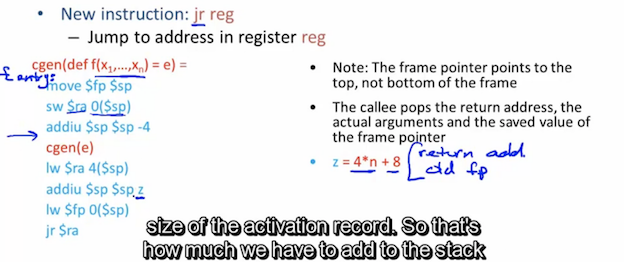 • New instruction: jr reg
– Jump to address in register reg
cgen(def f(x1,...,xn) = e) =
f entry:
move $fp $sp
sw $ra 0($sp)
addiu $sp $sp -4
cgen(e)
lw $ra 4($sp)
addiu $sp $sp z
lw $fp 0($sp)
jr $ra
• Note: The frame pointer points to the
top, not bottom of the frame
• The callee pops the return address, the
actual arguments and the saved value of
the frame pointer
• z = 4*n + 8
return add.
old fp
size of the activation record. So that's
how much we have to add to the stack